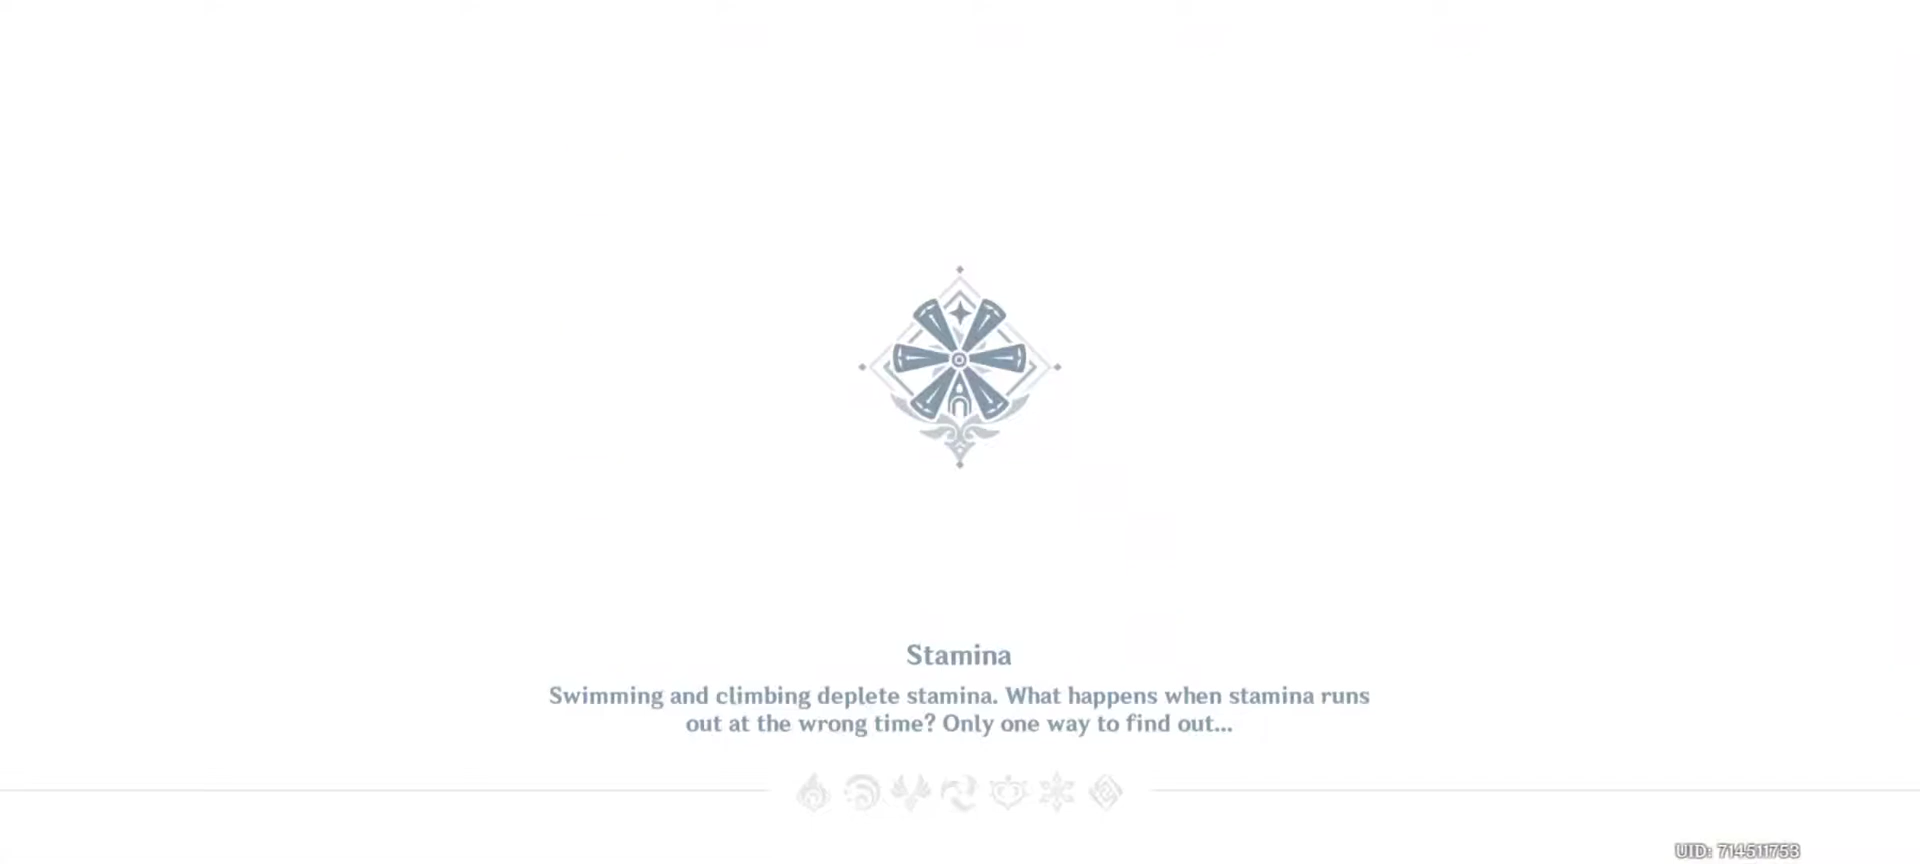 Stamina
Swimming and climbing deplete stamina. What happens when stamina runs
out at the wrong time? Only one way to find out...
UID: 714511753